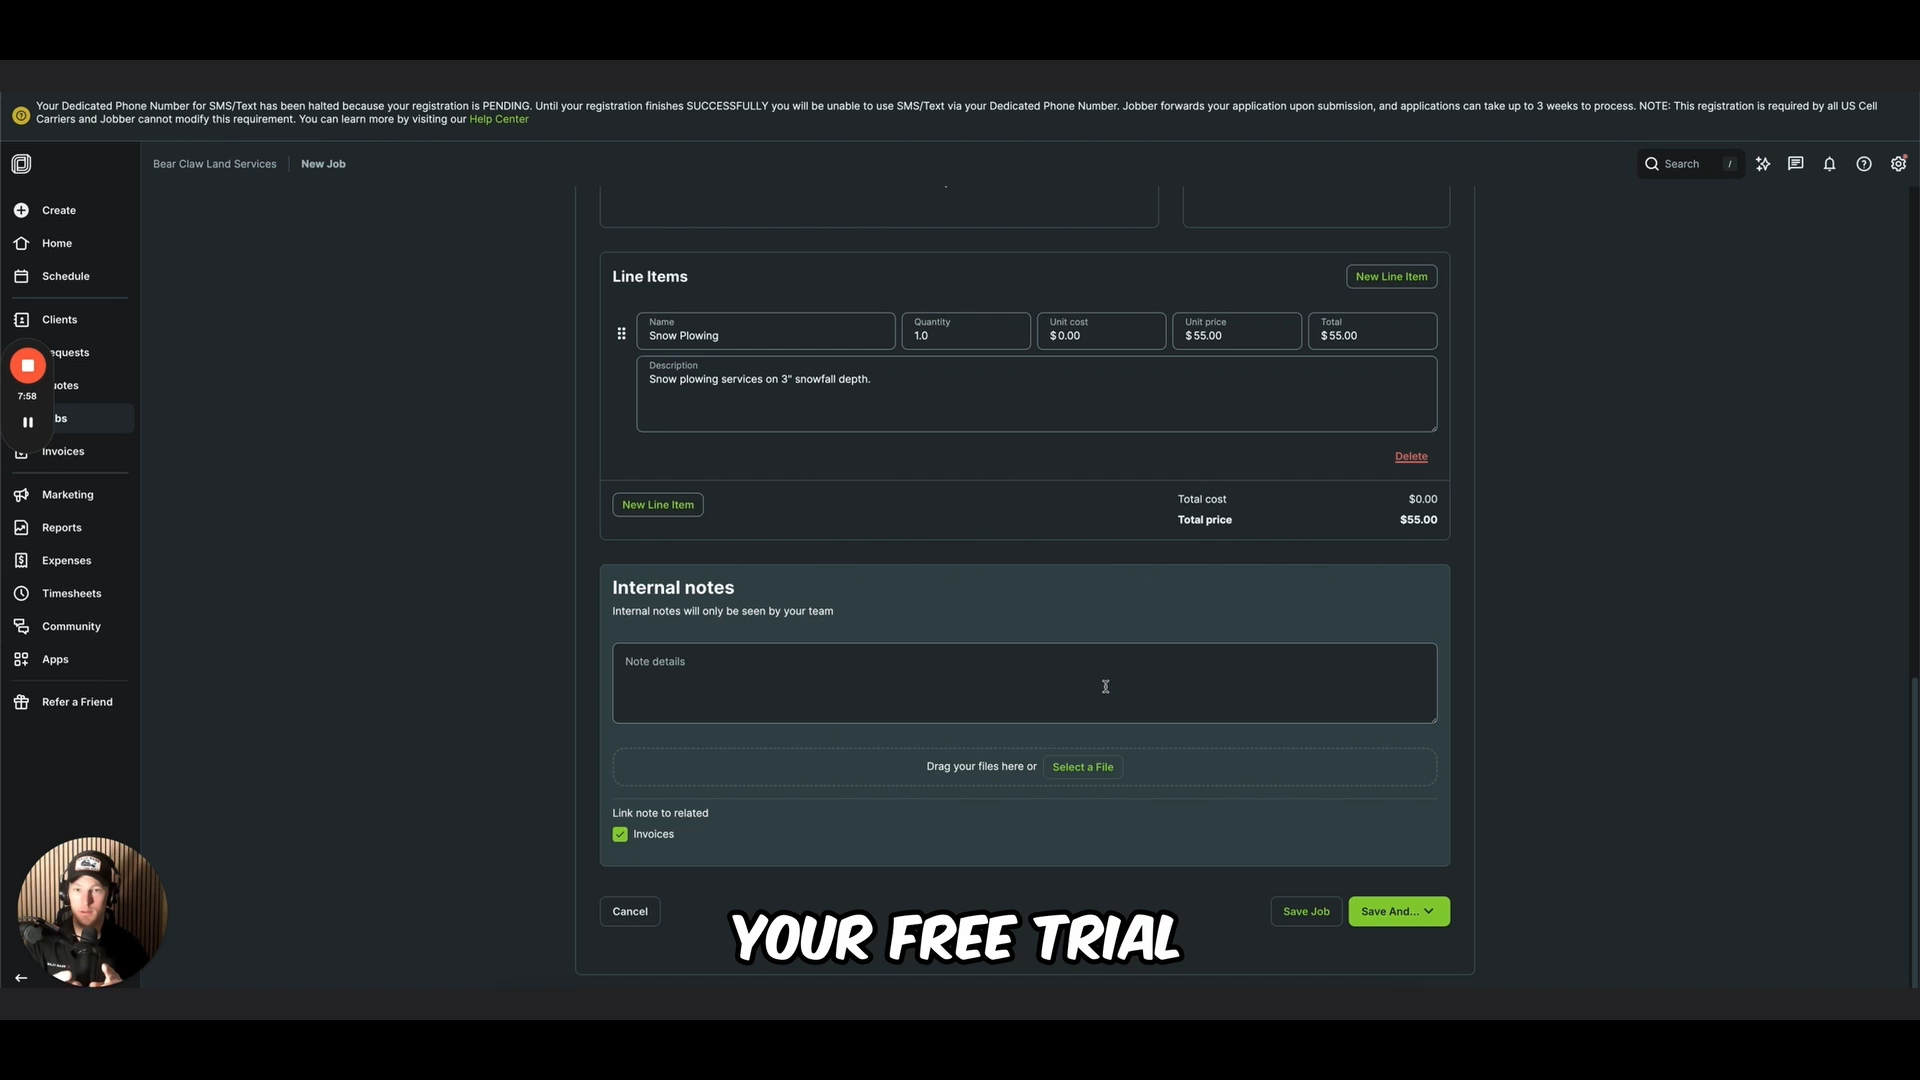 Your Dedicated Phone Number for SMS/Text has been halted because your registration is PENDING. Until your registration finishes SUCCESSFULLY you will be unable to use SMS/Text via your Dedicated Phone Number. Jobber forwards your application upon submission, and applications can take up to 3 weeks to process. NOTE: This registration is required by all US Cell
Carriers and Jobber cannot modify this requirement. You can learn more by visiting our Help Center
Bear Claw Land Services
New Job
Search /
Create
Home
Schedule
Clients
equests
uotes
bs
Invoices
7:58
Marketing
Reports
Expenses
Timesheets
Community
Apps
Refer a Friend
Line Items
New Line Item
Name
Snow Plowing
Quantity
1.0
Unit cost
$0.00
Unit price
$55.00
Total
$55.00
Description
Snow plowing services on 3" snowfall depth.
Delete
New Line Item
Total cost $0.00
Total price $55.00
Internal notes
Internal notes will only be seen by your team
Note details
Drag your files here or Select a File
Link note to related
Invoices
Cancel
Save Job
Save And...
YOUR FREE TRIAL